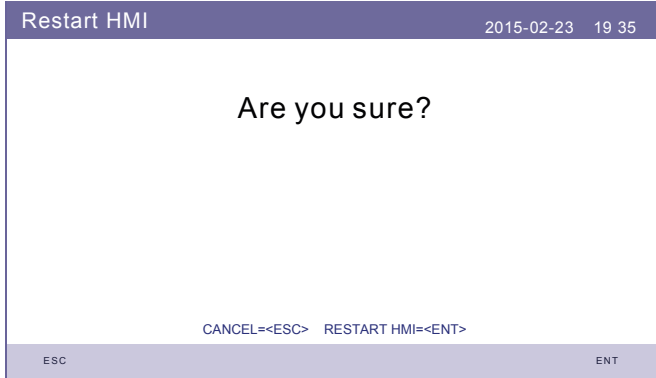 Restart HMI
2015-02-23 19 35
Are you sure?
CANCEL=<ESC> RESTART HMI=<ENT>
ESC ENT